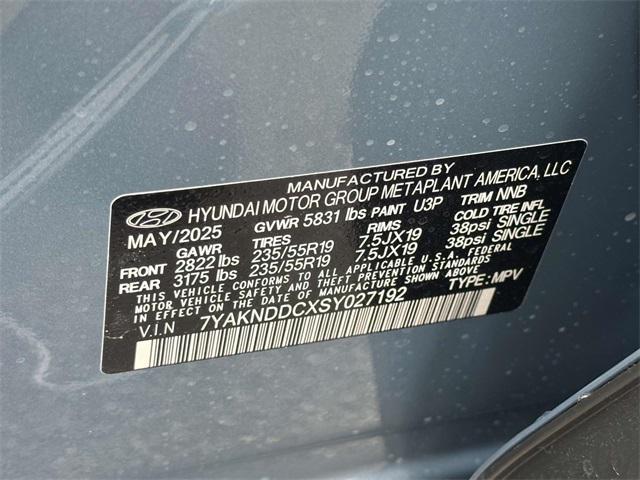 MANUFACTURED BY
HYUNDAI MOTOR GROUP METAPLANT AMERICA, LLC
MAY/2025 GVWR 5831 lbs PAINT U3P TRIM NNB
GAWR TIRES RIMS COLD TIRE INFL
FRONT 2822 lbs 235/55R19 7.5JX19 38psi SINGLE
REAR 3175 lbs 235/55R19 7.5JX19 38psi SINGLE
THIS VEHICLE CONFORMS TO ALL APPLICABLE U.S.A. FEDERAL
MOTOR VEHICLE SAFETY AND THEFT PREVENTION STANDARDS
IN EFFECT ON THE DATE OF MANUFACTURE SHOWN ABOVE.
V.I.N 7YAKNDDCXSY027192 TYPE:MPV